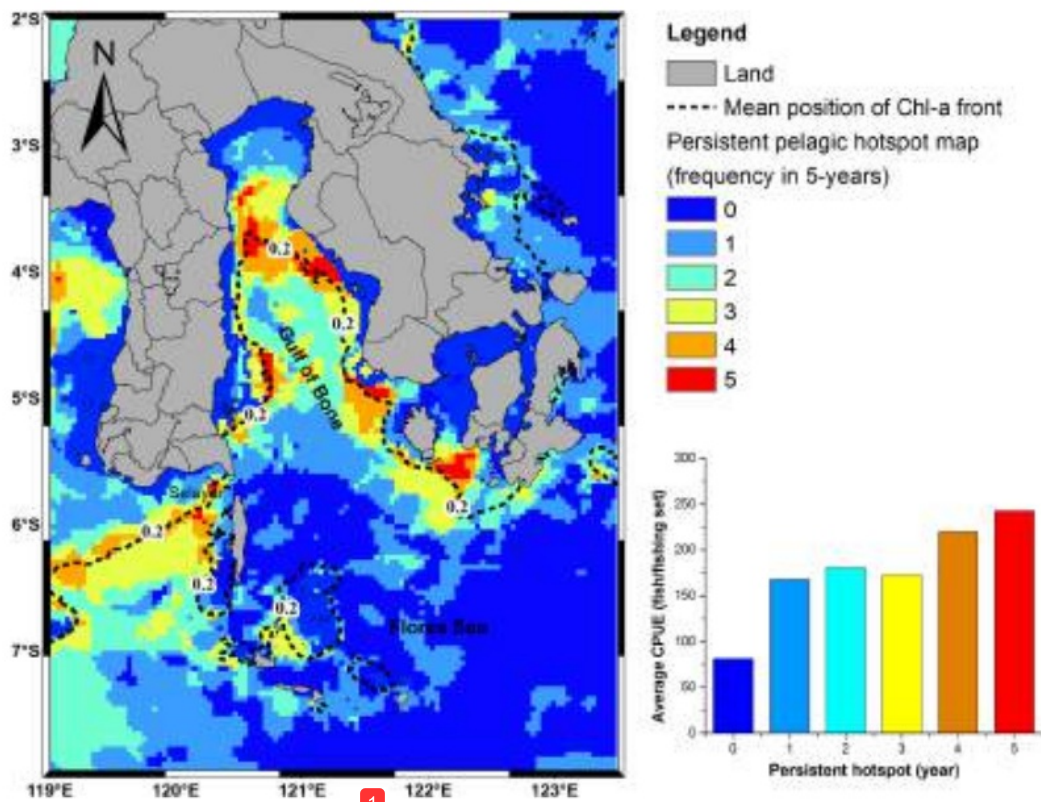 2°S
3°S
4°S
5°S
6°S
7°S
N
0.2
0.2
Gulf of Bone
0.2
Selayar
0.2
0.2
0.2
0.2
Flores Sea
119°E
120°E
121°E
122°E
123°E
1
Legend
Land
Mean position of Chl-a front
Persistent pelagic hotspot map
(frequency in 5-years)
0
1
2
3
4
5
Average CPUE (fish/fishing set)
300
250
200
150
100
50
0
0
1
2
3
4
5
Persistent hotspot (year)